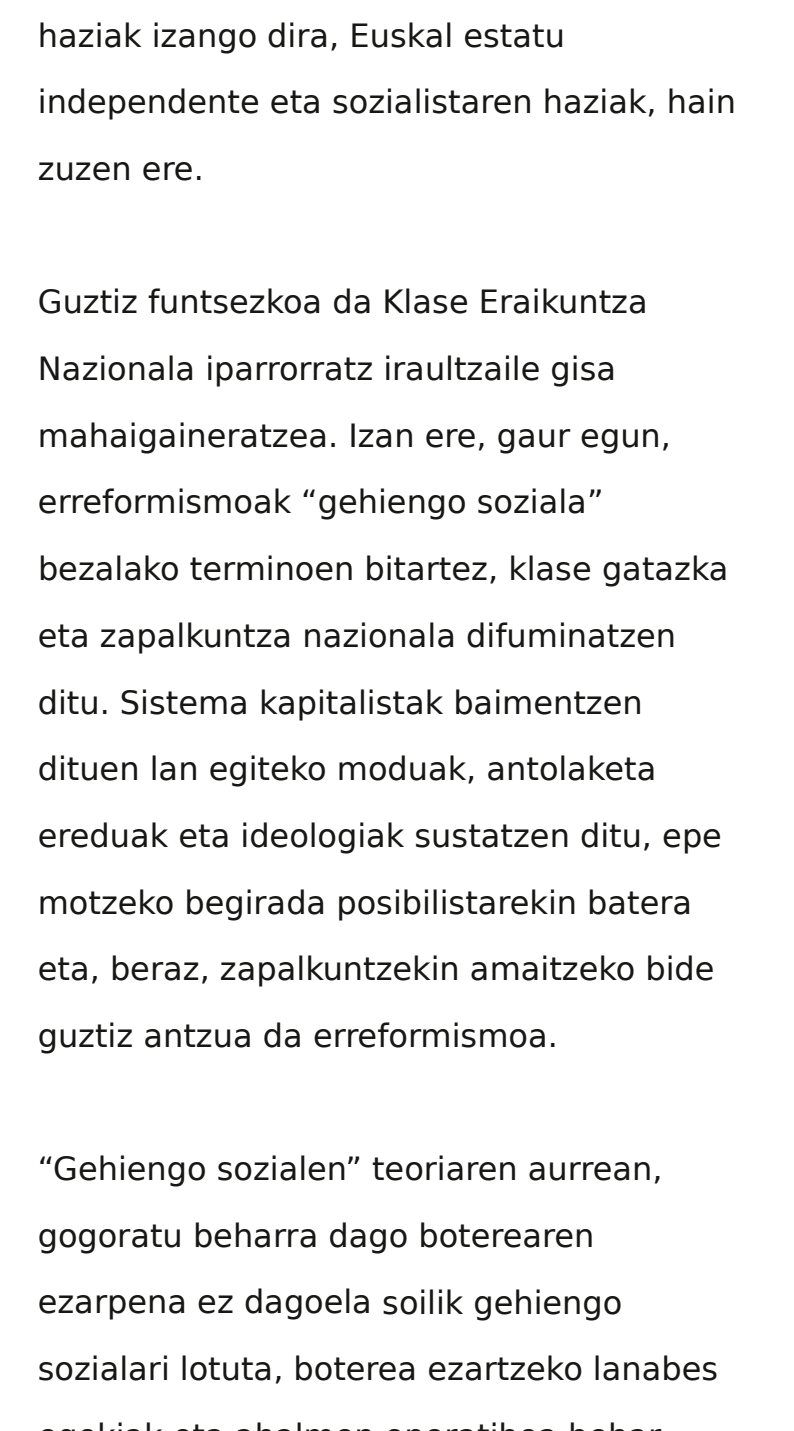 haziak izango dira, Euskal estatu
independente eta sozialistaren haziak, hain
zuzen ere.
Guztiz funtsezkoa da Klase Eraikuntza
Nazionala iparrorratz iraultzaile gisa
mahaigaineratzea. Izan ere, gaur egun,
erreformismoak “gehiengo soziala”
bezalako terminoen bitartez, klase gatazka
eta zapalkuntza nazionala difuminatzen
ditu. Sistema kapitalistak baimentzen
dituen lan egiteko moduak, antolaketa
ereduak eta ideologiak sustatzen ditu, epe
motzeko begirada posibilistarekin batera
eta, beraz, zapalkuntzekin amaitzeko bide
guztiz antzua da erreformismoa.
“Gehiengo sozialen” teoriaren aurrean,
gogoratu beharra dago boterearen
ezarpena ez dagoela soilik gehiengo
sozialari lotuta, boterea ezartzeko lanabes